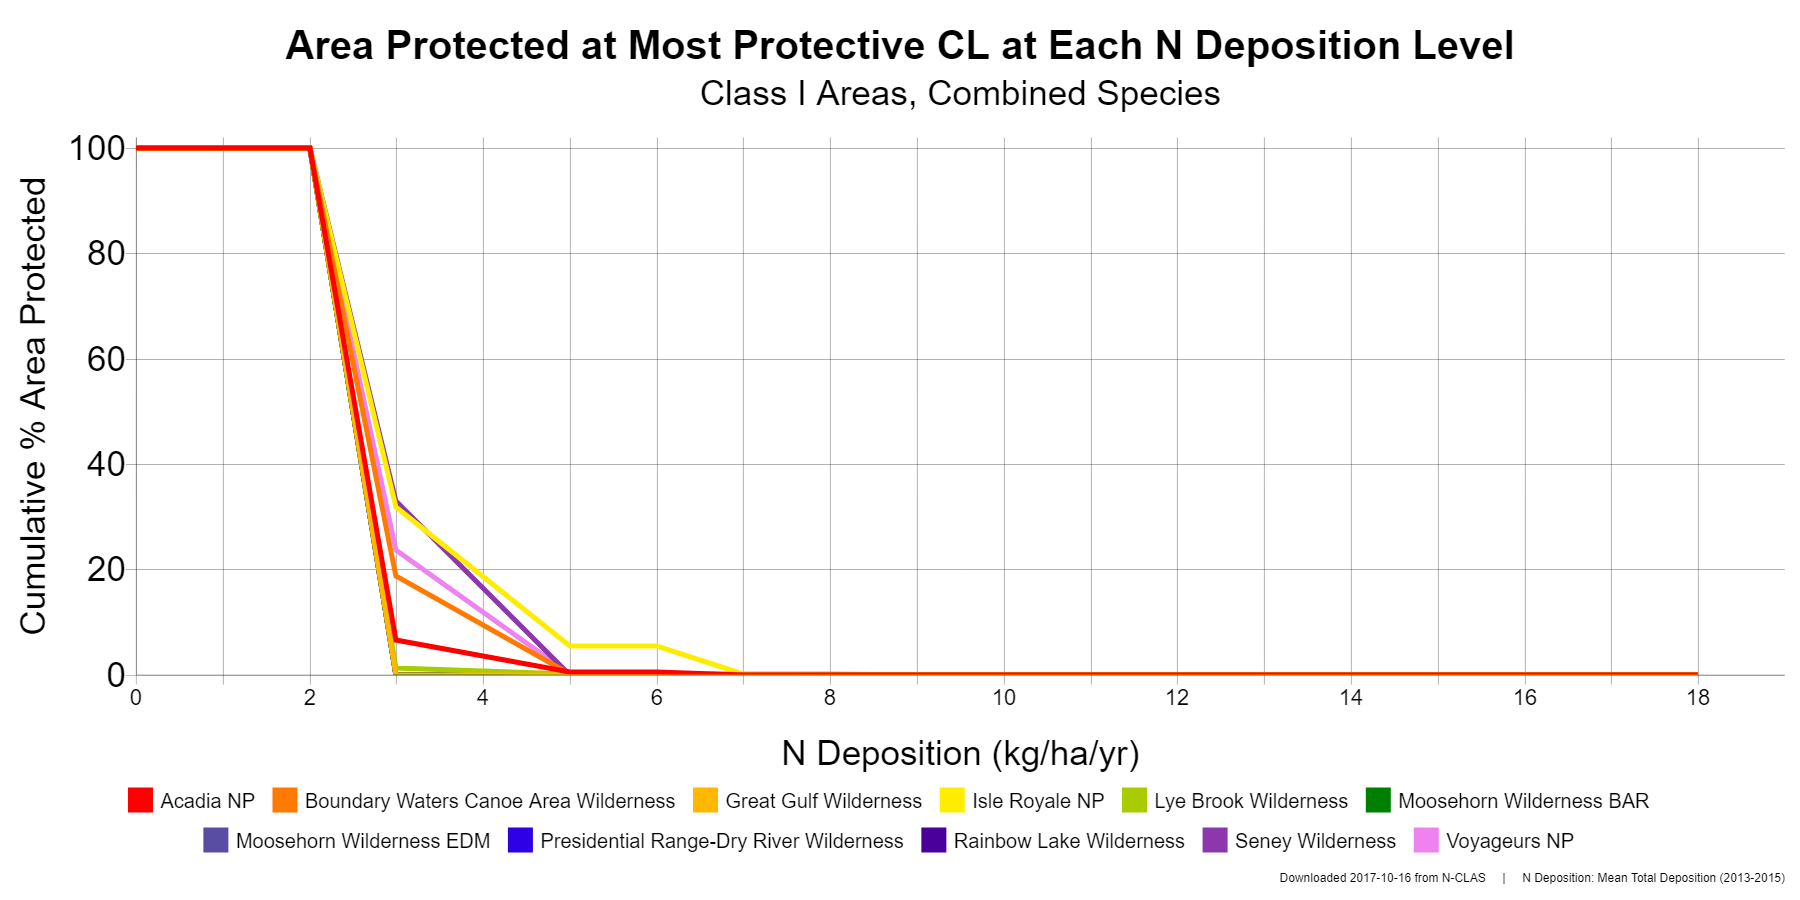 Area Protected at Most Protective CL at Each N Deposition Level
Class I Areas, Combined Species
Cumulative % Area Protected
100
80
60
40
20
0
0 2 4 6 8 10 12 14 16 18
N Deposition (kg/ha/yr)
Acadia NP Boundary Waters Canoe Area Wilderness Great Gulf Wilderness Isle Royale NP Lye Brook Wilderness Moosehorn Wilderness BAR
Moosehorn Wilderness EDM Presidential Range-Dry River Wilderness Rainbow Lake Wilderness Seney Wilderness Voyageurs NP
Downloaded 2017-10-16 from N-CLAS | N Deposition: Mean Total Deposition (2013-2015)